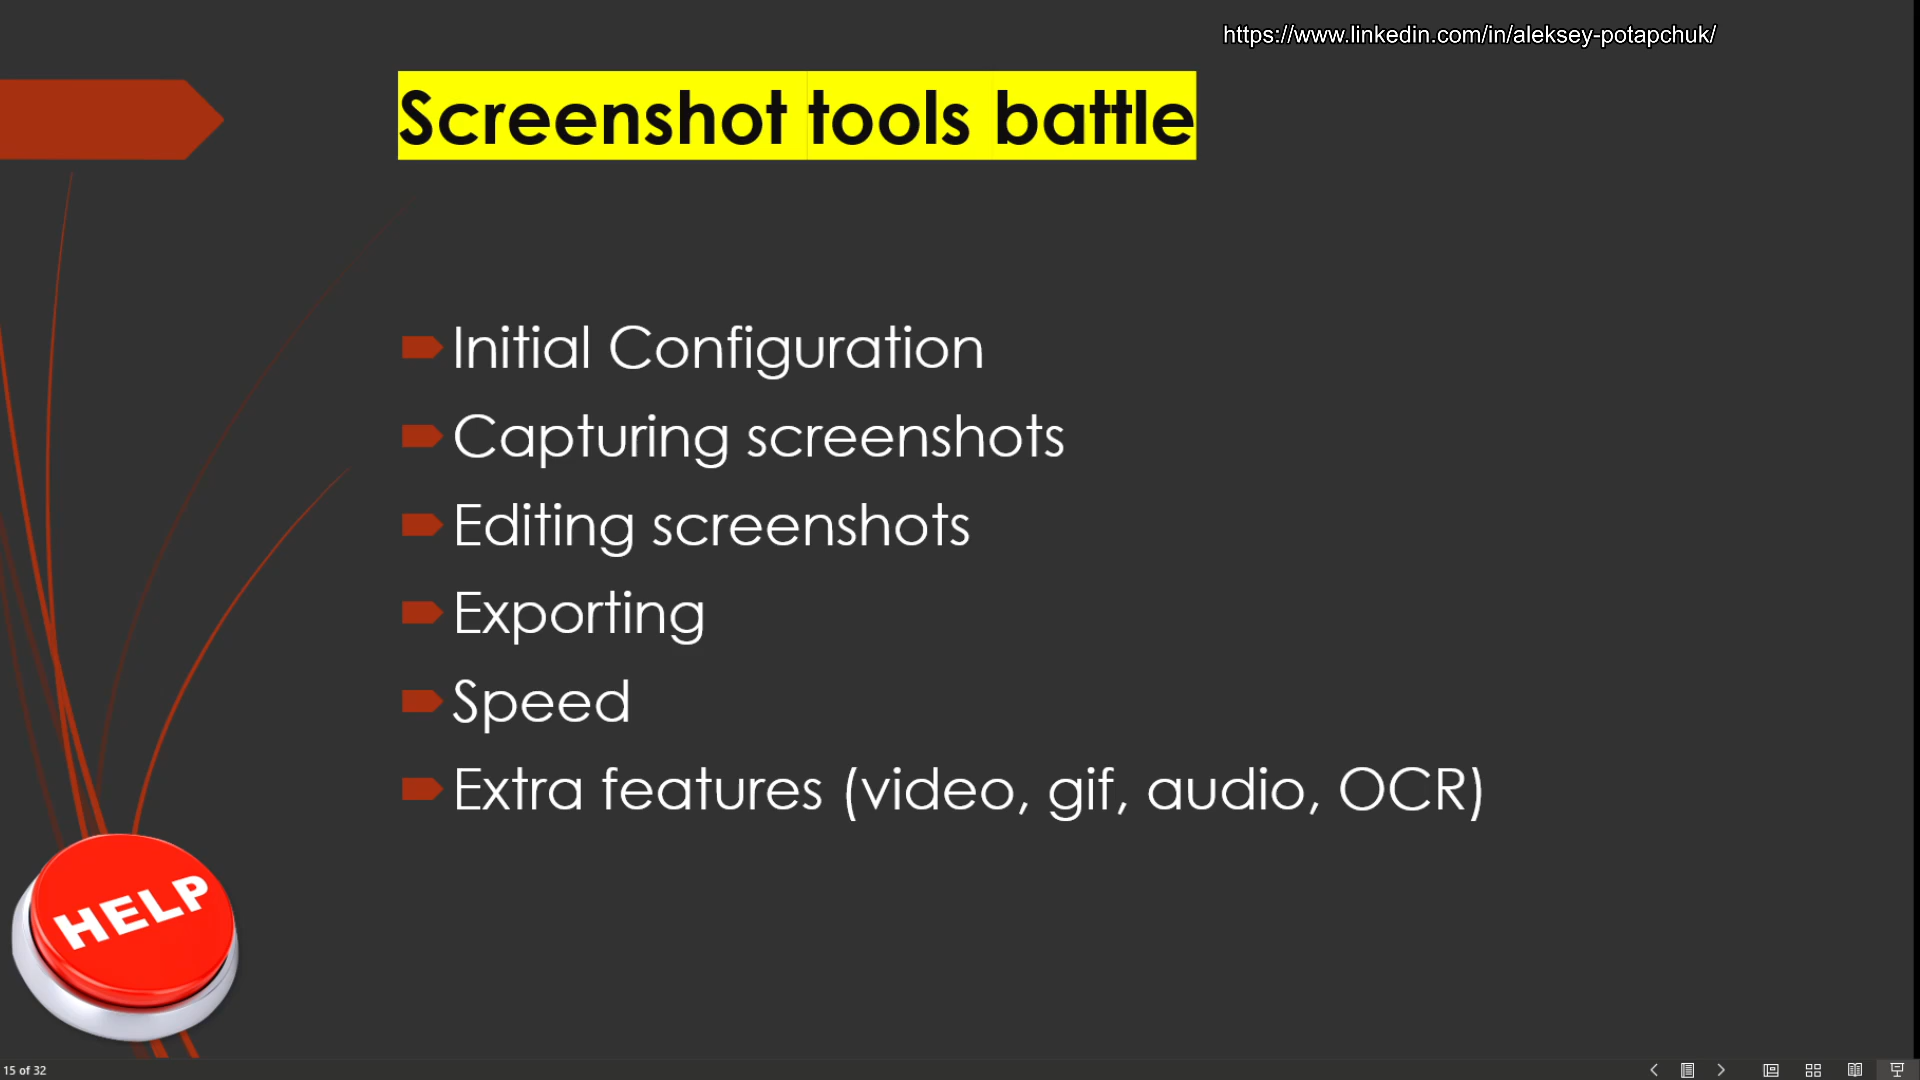 https://www.linkedin.com/in/aleksey-potapchuk/
Screenshot tools battle
Initial Configuration
Capturing screenshots
Editing screenshots
Exporting
Speed
Extra features (video, gif, audio, OCR)
HELP
15 of 32